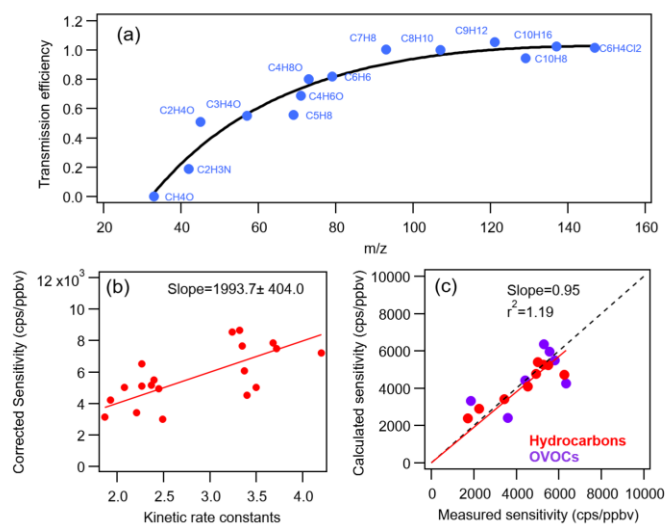 (a)
Transmission efficiency
1.2
1.0
0.8
0.6
0.4
0.2
0.0
CH4O
C2H3N
C2H4O
C3H4O
C5H8
C4H6O
C4H8O
C6H6
C7H8
C8H10
C9H12
C10H8
C10H16
C6H4Cl2
20 40 60 80 100 120 140 160
m/z
(b)
Slope=1993.7± 404.0
Corrected Sensitivity (cps/ppbv)
12 x10³
10
8
6
4
2
0
2.0 2.5 3.0 3.5 4.0
Kinetic rate constants
(c)
Slope=0.95
r²=1.19
Hydrocarbons
OVOCs
Calculated sensitivity (cps/ppbv)
10000
8000
6000
4000
2000
0
0 2000 4000 6000 8000 10000
Measured sensitivity (cps/ppbv)